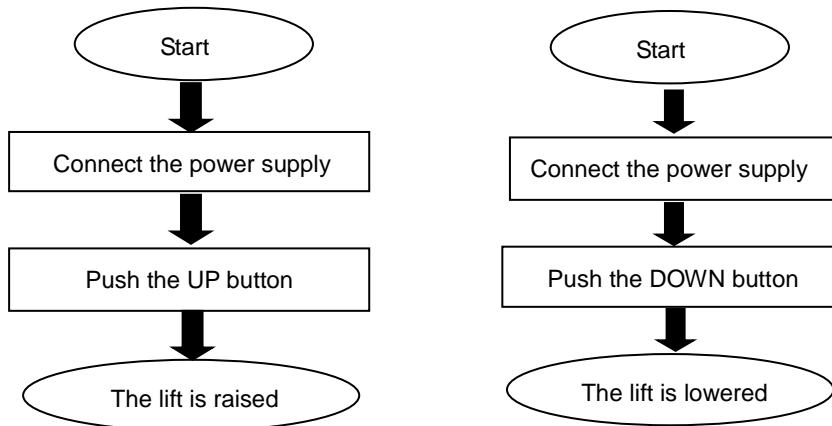 Start
Connect the power supply
Push the UP button
The lift is raised
Start
Connect the power supply
Push the DOWN button
The lift is lowered